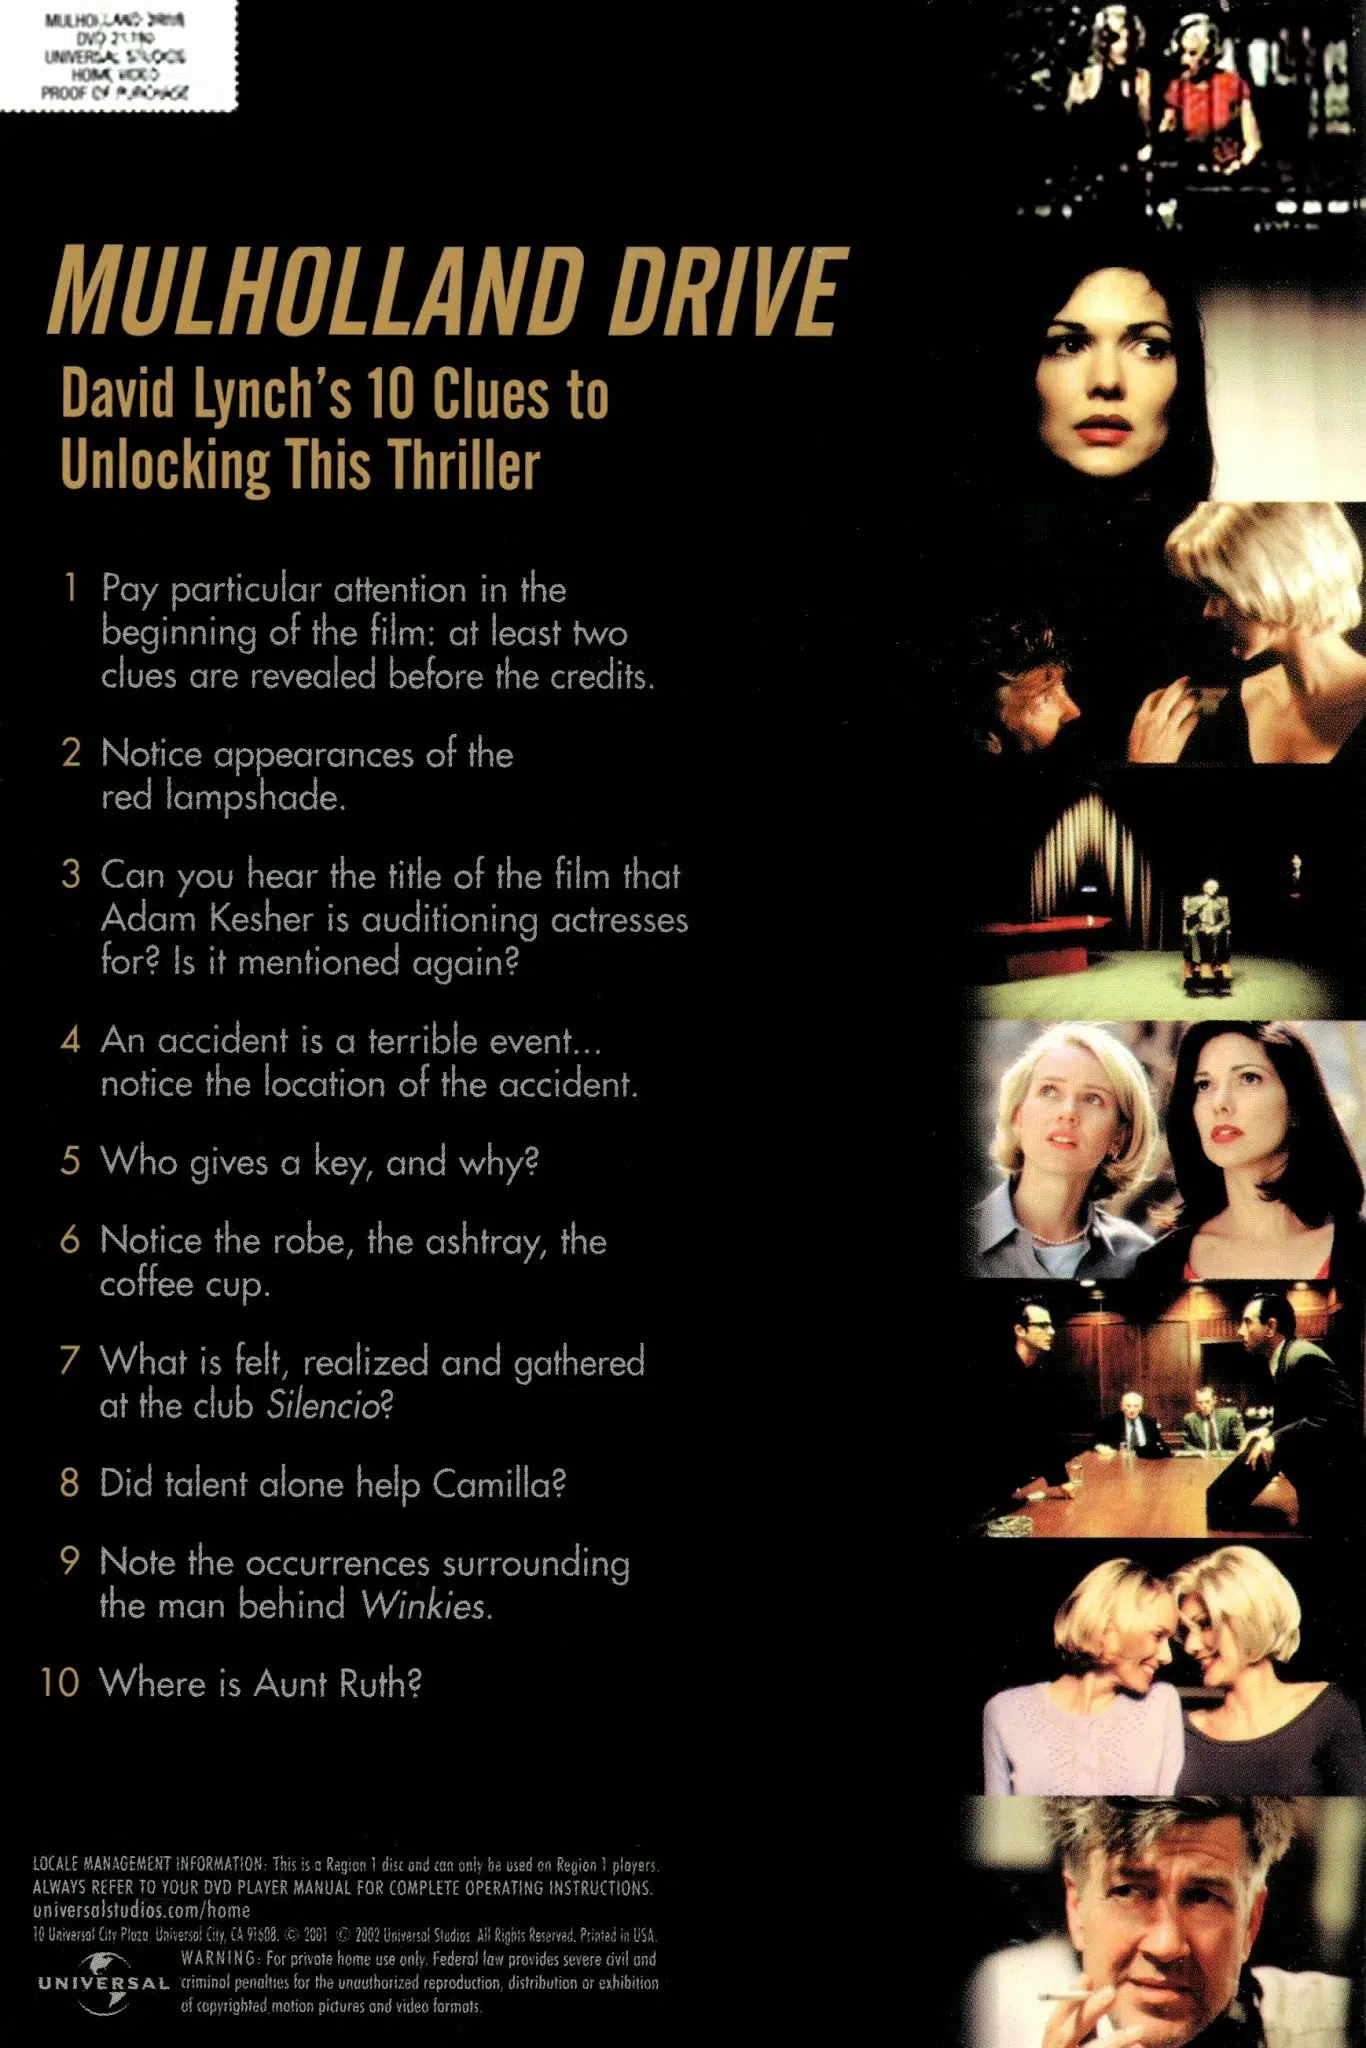 MULHOLLAND DRIVE
DVD 21780
UNIVERSAL STUDIOS
HOME VIDEO
PROOF OF PURCHASE
MULHOLLAND DRIVE
David Lynch's 10 Clues to
Unlocking This Thriller
1 Pay particular attention in the
beginning of the film: at least two
clues are revealed before the credits.
2 Notice appearances of the
red lampshade.
3 Can you hear the title of the film that
Adam Kesher is auditioning actresses
for? Is it mentioned again?
4 An accident is a terrible event...
notice the location of the accident.
5 Who gives a key, and why?
6 Notice the robe, the ashtray, the
coffee cup.
7 What is felt, realized and gathered
at the club Silencio?
8 Did talent alone help Camilla?
9 Note the occurrences surrounding
the man behind Winkies.
10 Where is Aunt Ruth?
LOCALE MANAGEMENT INFORMATION: This is a Region 1 disc and can only be used on Region 1 players.
ALWAYS REFER TO YOUR DVD PLAYER MANUAL FOR COMPLETE OPERATING INSTRUCTIONS.
universalstudios.com/home
10 Universal City Plaza, Universal City, CA 91608. © 2001 © 2002 Universal Studios. All Rights Reserved. Printed in USA.
WARNING: For private home use only. Federal law provides severe civil and
criminal penalties for the unauthorized reproduction, distribution or exhibition
of copyrighted motion pictures and video formats.
UNIVERSAL